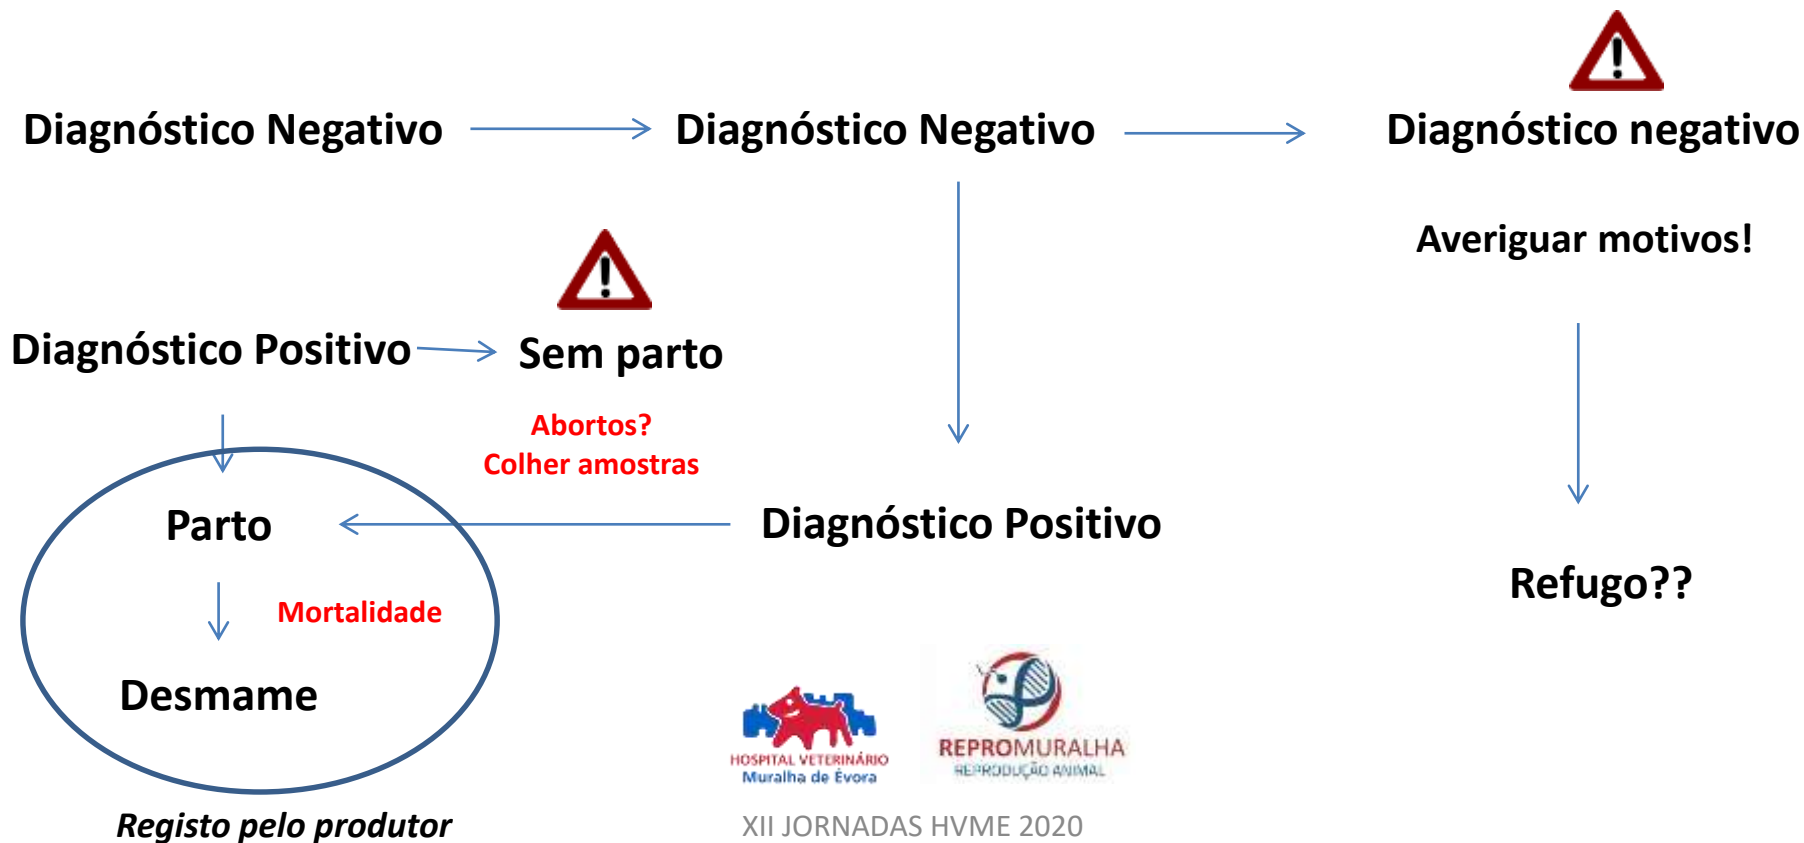 Diagnóstico Negativo
Diagnóstico Negativo
Diagnóstico negativo
Averiguar motivos!
Diagnóstico Positivo
Sem parto
Abortos?
Colher amostras
Parto
Diagnóstico Positivo
Mortalidade
Refugo??
Desmame
HOSPITAL VETERINÁRIO
Muralha de Évora
REPROMURALHA
REPRODUÇÃO ANIMAL
Registo pelo produtor
XII JORNADAS HVME 2020